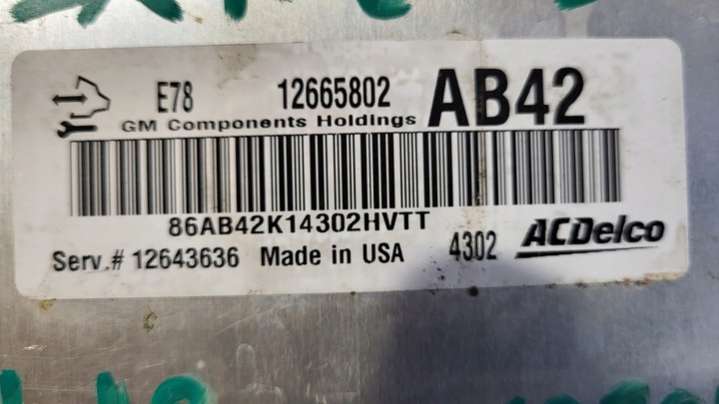 E78 12665802 AB42
GM Components Holdings
86AB42K14302HVTT
Serv.# 12643636 Made in USA 4302 ACDelco